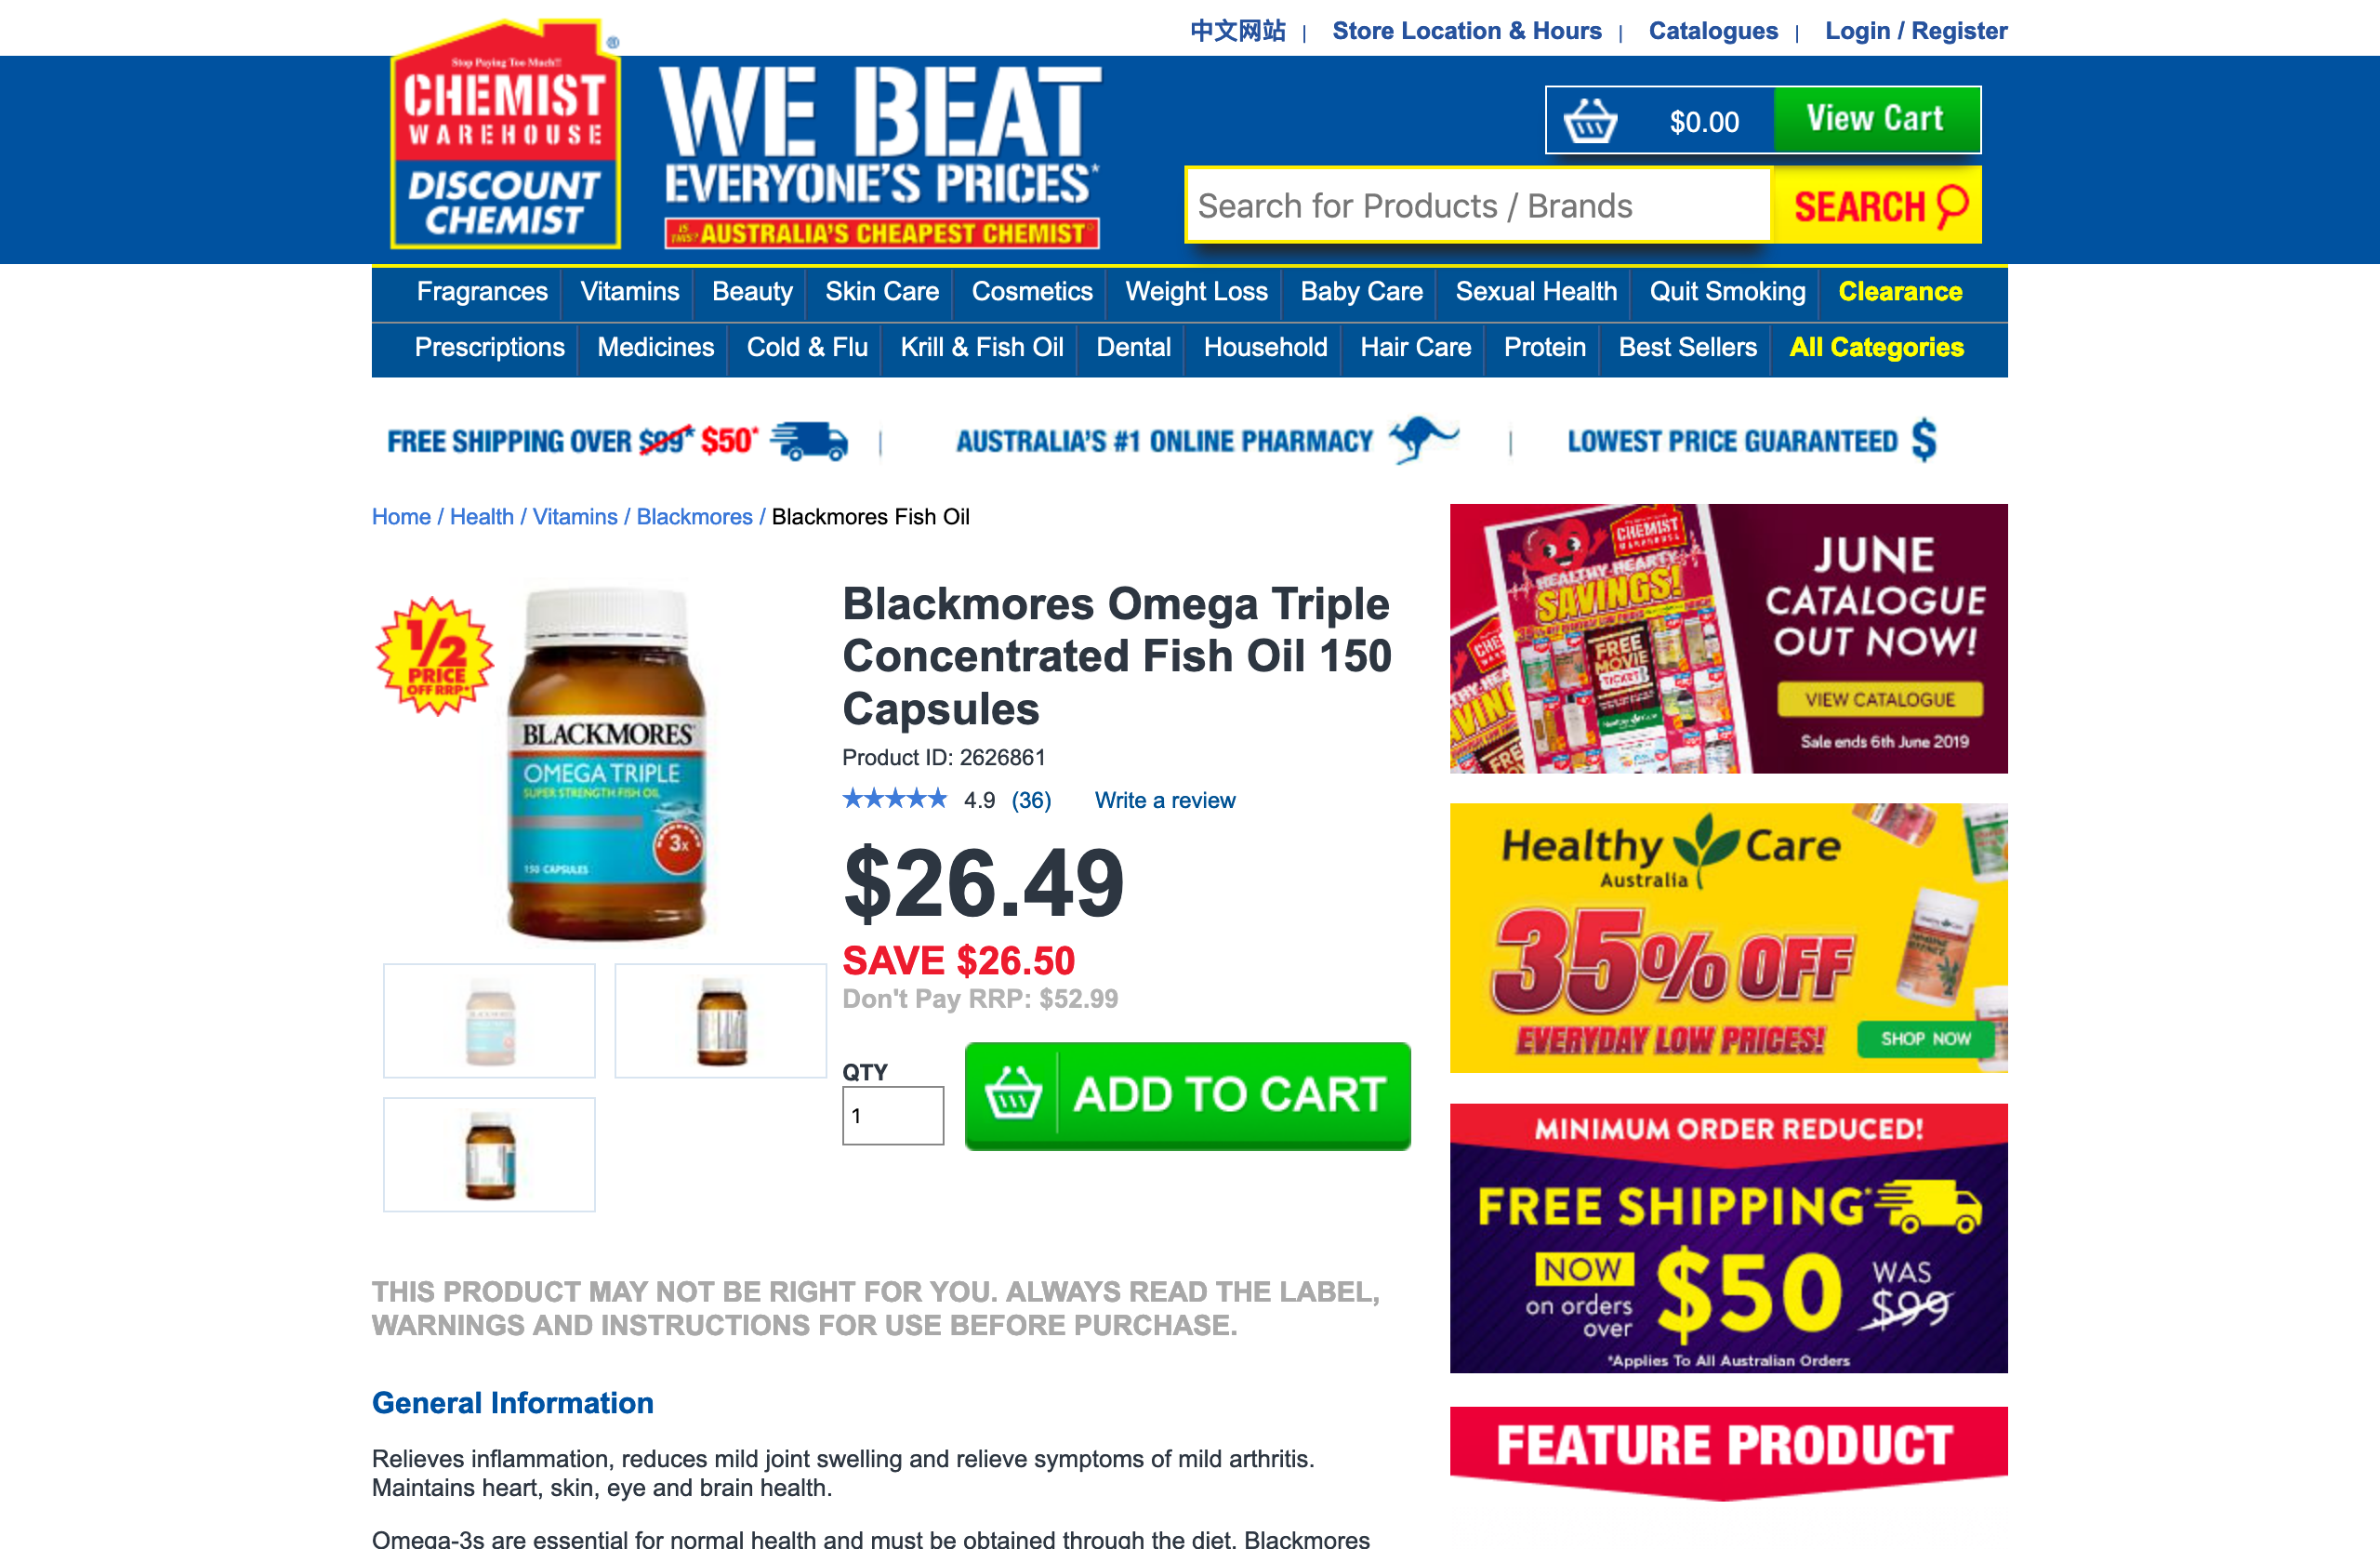 中文网站 | Store Location & Hours | Catalogues | Login / Register
Stop Paying Too Much!!
CHEMIST
WAREHOUSE
DISCOUNT
CHEMIST
®
WE BEAT
EVERYONE'S PRICES*
IS THIS? AUSTRALIA'S CHEAPEST CHEMIST
$0.00
View Cart
Search for Products / Brands
SEARCH
Fragrances Vitamins Beauty Skin Care Cosmetics Weight Loss Baby Care Sexual Health Quit Smoking Clearance
Prescriptions Medicines Cold & Flu Krill & Fish Oil Dental Household Hair Care Protein Best Sellers All Categories
FREE SHIPPING OVER $99* $50* | AUSTRALIA'S #1 ONLINE PHARMACY | LOWEST PRICE GUARANTEED $
Home / Health / Vitamins / Blackmores / Blackmores Fish Oil
1/2
PRICE
OFF RRP*
BLACKMORES
OMEGA TRIPLE
SUPER STRENGTH FISH OIL
3x
150 CAPSULES
Blackmores Omega Triple
Concentrated Fish Oil 150
Capsules
Product ID: 2626861
4.9 (36) Write a review
$26.49
SAVE $26.50
Don't Pay RRP: $52.99
QTY
1
ADD TO CART
THIS PRODUCT MAY NOT BE RIGHT FOR YOU. ALWAYS READ THE LABEL,
WARNINGS AND INSTRUCTIONS FOR USE BEFORE PURCHASE.
General Information
Relieves inflammation, reduces mild joint swelling and relieve symptoms of mild arthritis.
Maintains heart, skin, eye and brain health.
Omega-3s are essential for normal health and must be obtained through the diet. Blackmores
CHEMIST
WAREHOUSE
HEALTHY HEARTY
SAVINGS!
FREE
MOVIE
TICKET
JUNE
CATALOGUE
OUT NOW!
VIEW CATALOGUE
Sale ends 6th June 2019
Healthy Care
Australia
35% OFF
EVERYDAY LOW PRICES!
SHOP NOW
MINIMUM ORDER REDUCED!
FREE SHIPPING*
NOW
on orders
over
$50
WAS
$99
*Applies To All Australian Orders
FEATURE PRODUCT